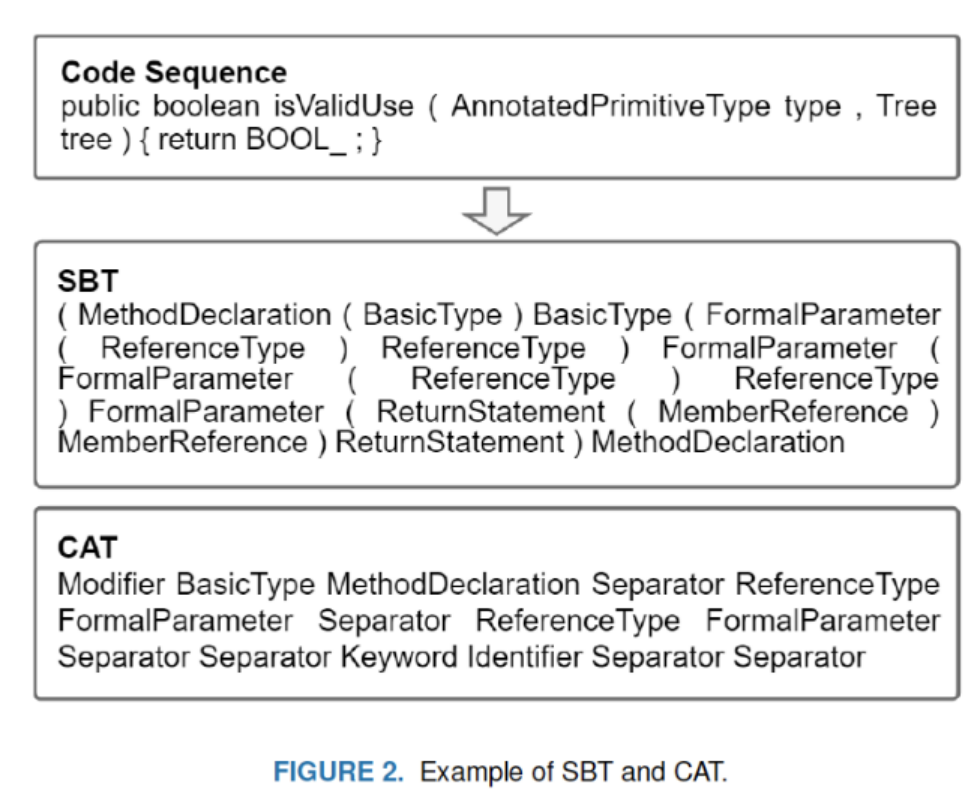 Code Sequence
public boolean isValidUse ( AnnotatedPrimitiveType type , Tree
tree ) { return BOOL_ ; }
SBT
( MethodDeclaration ( BasicType ) BasicType ( FormalParameter
( ReferenceType ) ReferenceType ) FormalParameter (
FormalParameter ( ReferenceType ) ReferenceType
) FormalParameter ( ReturnStatement ( MemberReference )
MemberReference ) ReturnStatement ) MethodDeclaration
CAT
Modifier BasicType MethodDeclaration Separator ReferenceType
FormalParameter Separator ReferenceType FormalParameter
Separator Separator Keyword Identifier Separator Separator
FIGURE 2. Example of SBT and CAT.